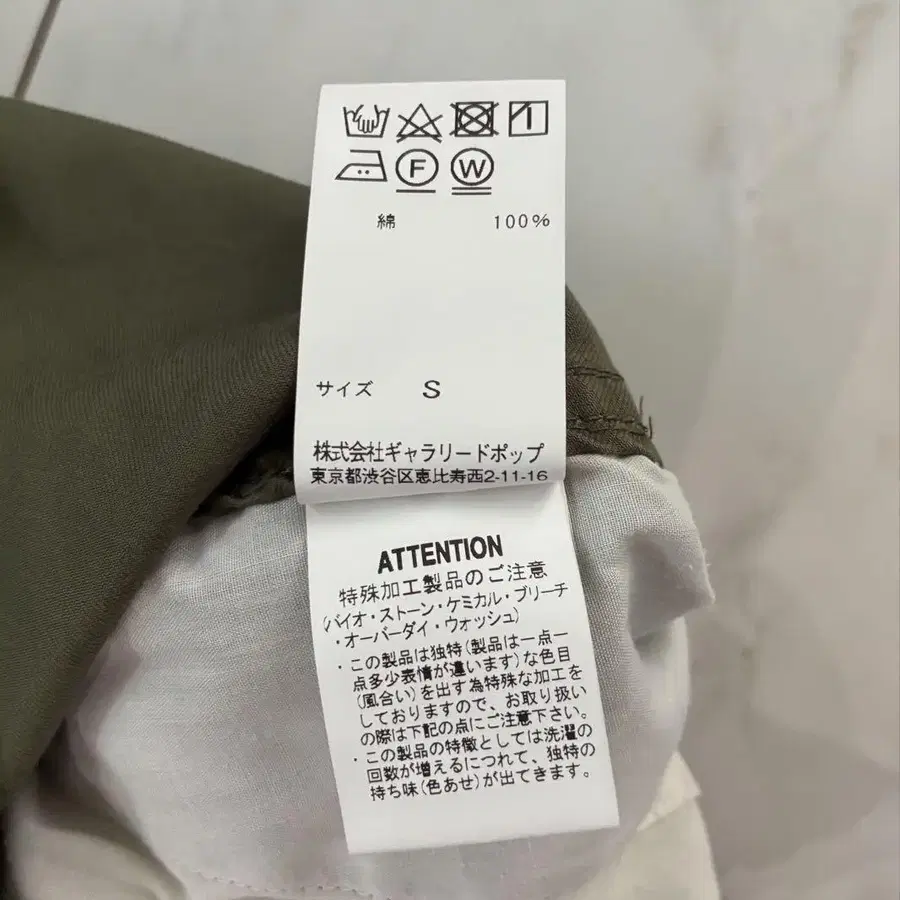 F W
綿 100%
サイズ S
株式会社ギャラリードポップ
東京都渋谷区恵比寿西2-11-16
ATTENTION
特殊加工製品のご注意
(バイオ・ストーン・ケミカル・ブリーチ
・オーバーダイ・ウォッシュ)
・この製品は独特(製品は一点一
点多少表情が違います)な色目
(風合い)を出す為特殊な加工を
しておりますので、お取り扱い
の際は下記の点にご注意下さい。
・この製品の特徴としては洗濯の
回数が増えるにつれて、独特の
持ち味(色あせ)が出てきます。